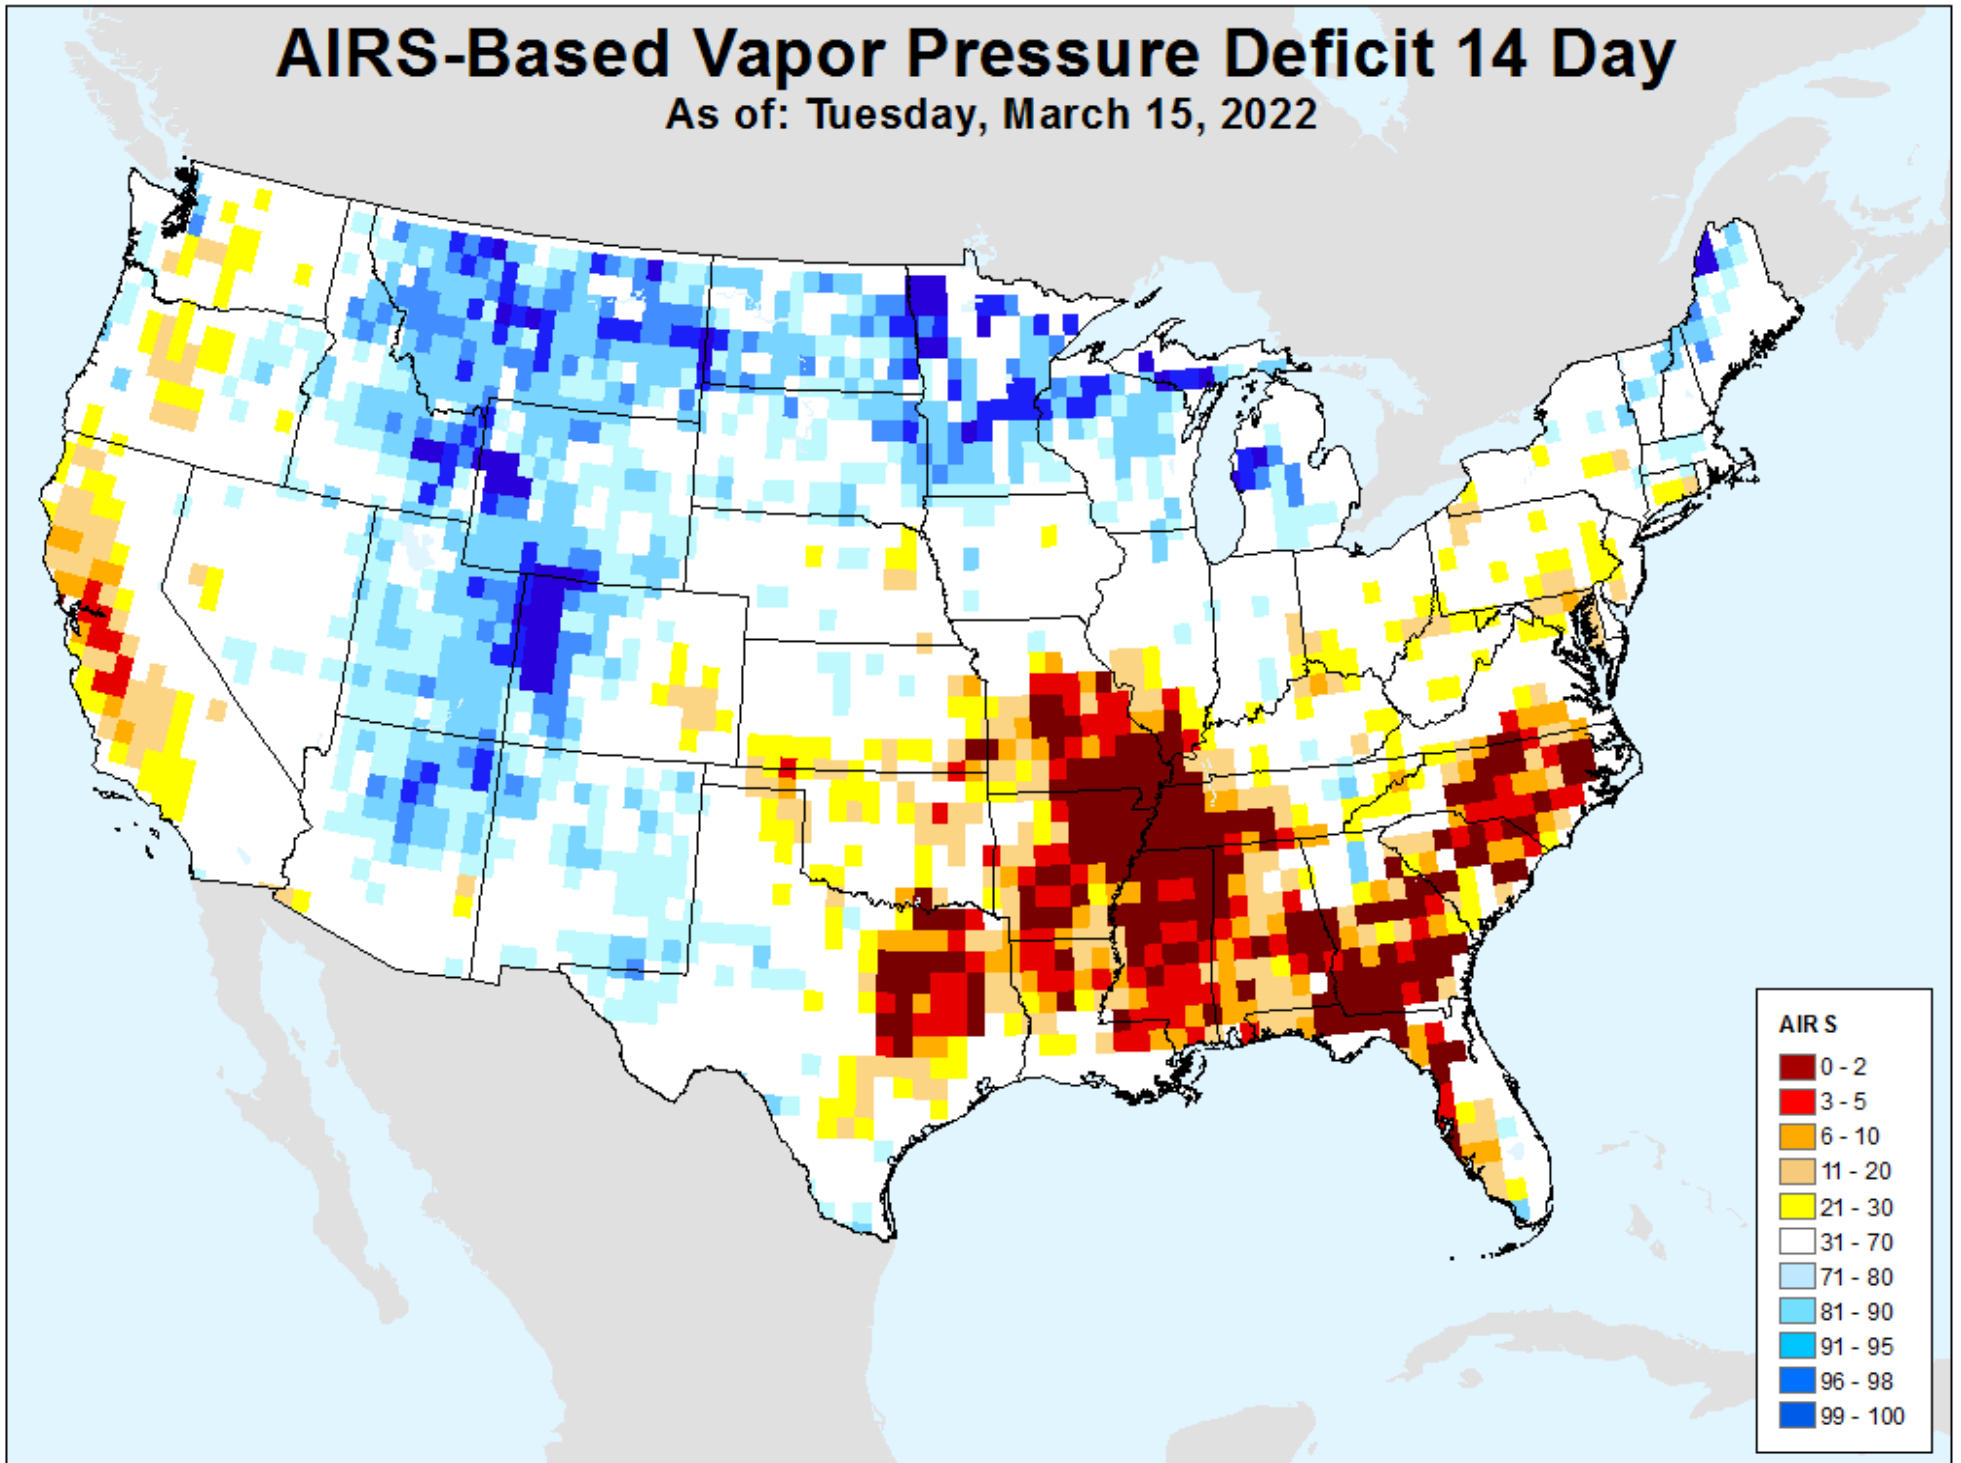 AIRS-Based Vapor Pressure Deficit 14 Day
As of: Tuesday, March 15, 2022
AIRS
0 - 2
3 - 5
6 - 10
11 - 20
21 - 30
31 - 70
71 - 80
81 - 90
91 - 95
96 - 98
99 - 100